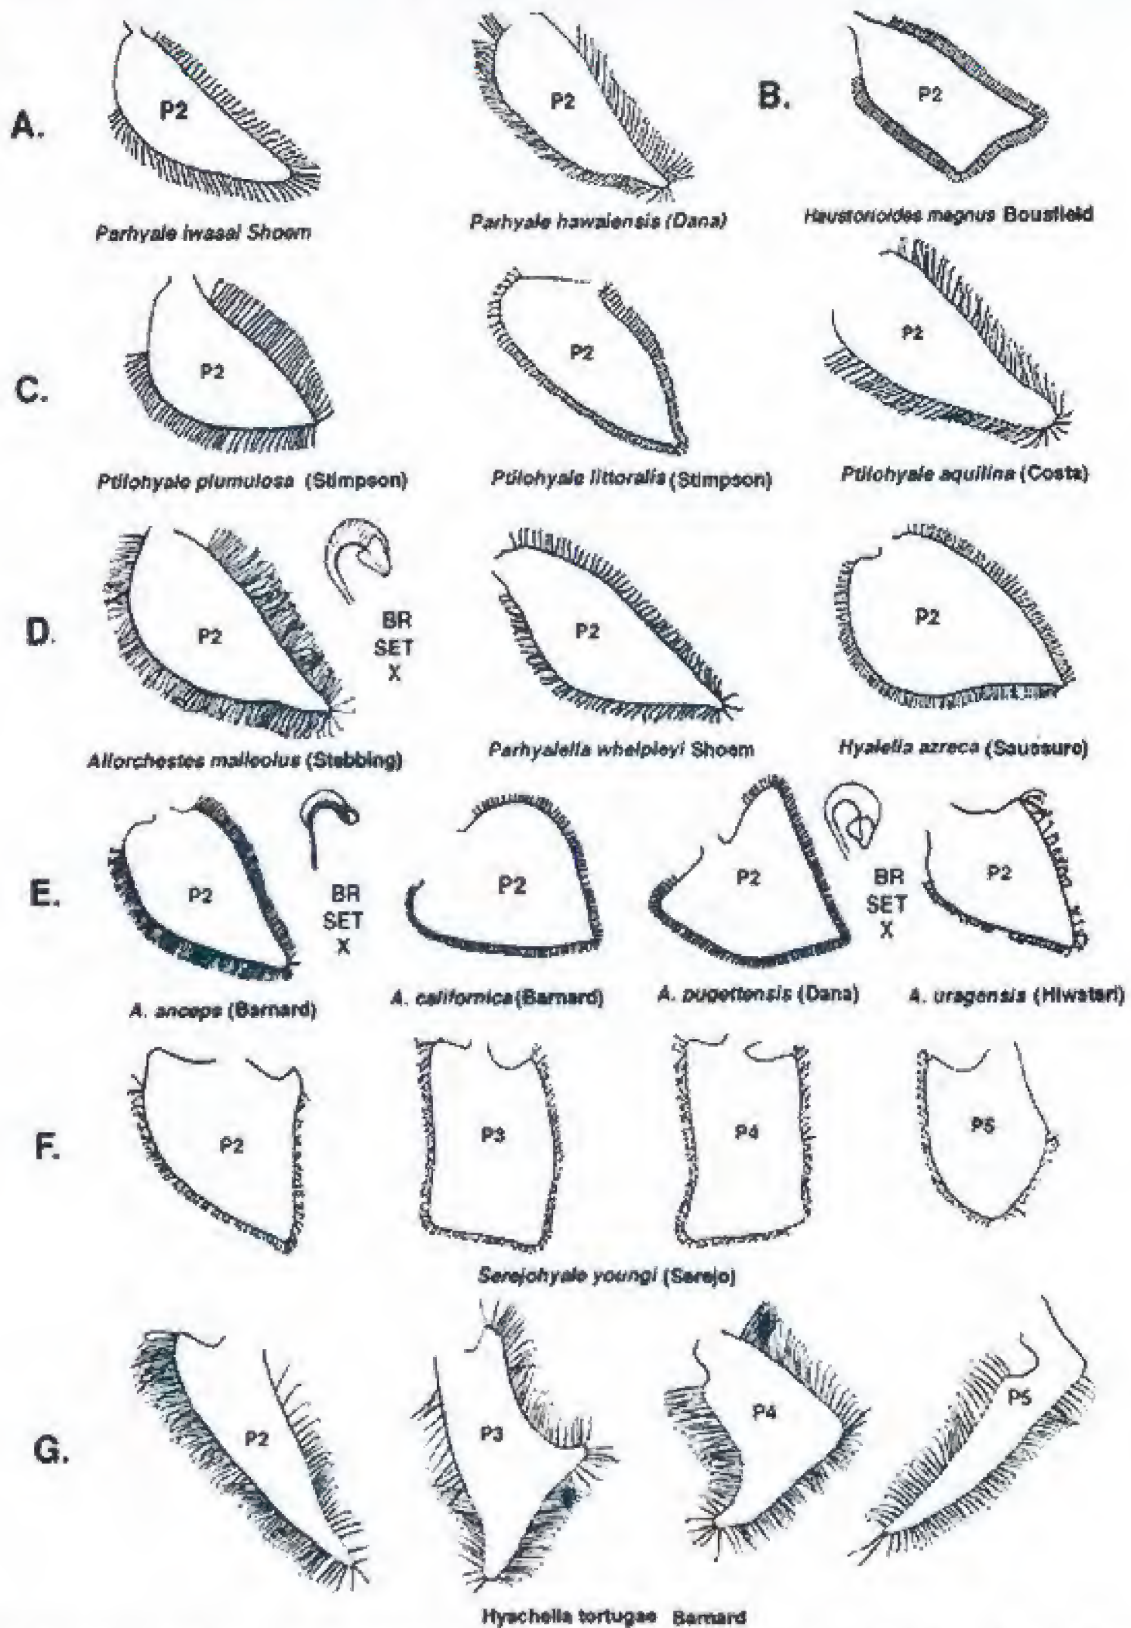 A.
P2
P2
B.
P2
Parhyale iwasai Shoem
Parhyale hawaiensis (Dana)
Haustorioides magnus Bousfield
C.
P2
P2
P2
Ptilohyale plumulosa (Stimpson)
Ptilohyale littoralis (Stimpson)
Ptilohyale aquilina (Costa)
D.
P2
BR
SET
X
P2
P2
Allorchestes malleolus (Stebbing)
Parhyalella whelpleyi Shoem
Hyalella azteca (Saussure)
E.
P2
BR
SET
X
P2
P2
BR
SET
X
P2
A. anceps (Barnard)
A. californica (Barnard)
A. pugettensis (Dana)
A. uragensis (Hiwatari)
F.
P2
P3
P4
P5
Serejohyale youngi (Serejo)
G.
P2
P3
P4
P5
Hyachelia tortugae Barnard